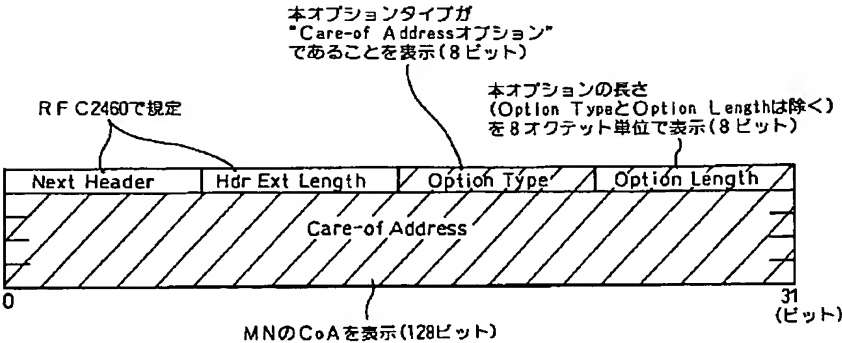 本オプションタイプが
"Care-of Addressオプション"
であることを表示(8ビット)
本オプションの長さ
(Option TypeとOption Lengthは除く)
を8オクテット単位で表示(8ビット)
RFC2460で規定
Next Header
Hdr Ext Length
Option Type
Option Length
Care-of Address
0
31
(ビット)
MNのCoAを表示(128ビット)